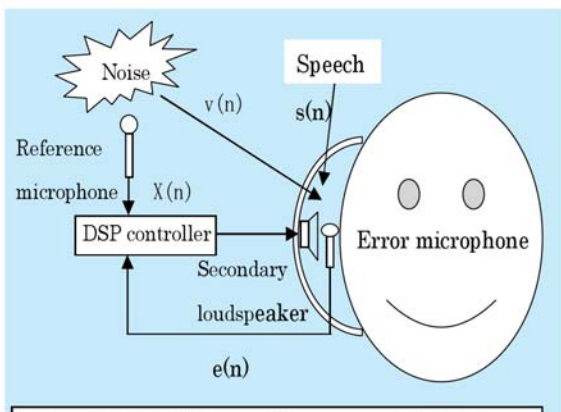 Noise
Speech
v(n)
s(n)
Reference
microphone
X(n)
DSP controller
Error microphone
Secondary
loudspeaker
e(n)